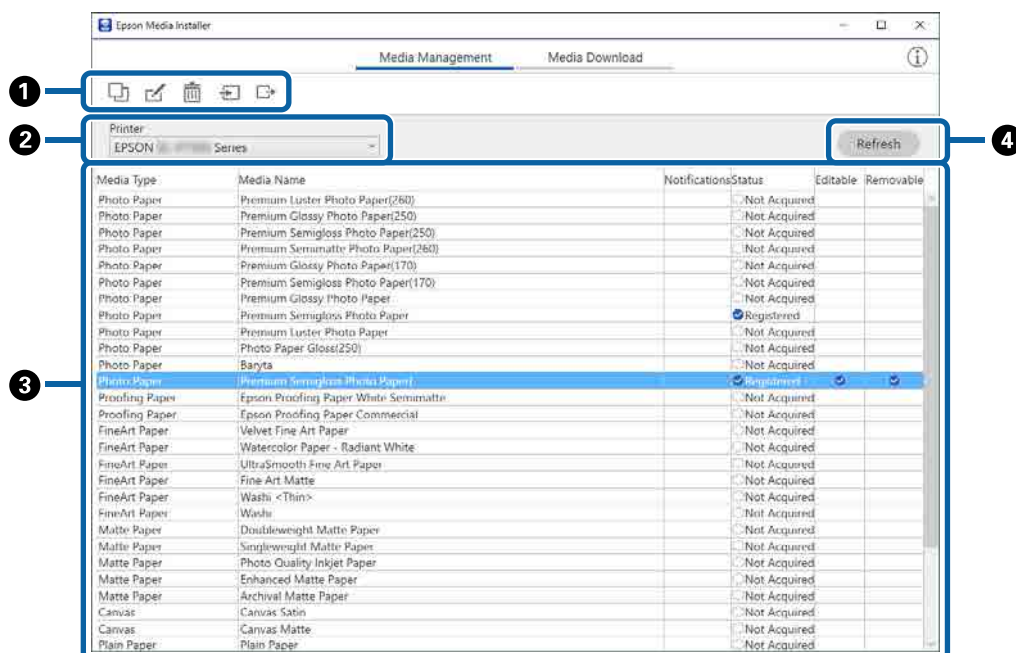 Epson Media Installer
Media Management Media Download
1
2
Printer
EPSON Series
Refresh
4
3
Media Type Media Name Notifications Status Editable Removable
Photo Paper Premium Luster Photo Paper(260) Not Acquired
Photo Paper Premium Glossy Photo Paper(250) Not Acquired
Photo Paper Premium Semigloss Photo Paper(250) Not Acquired
Photo Paper Premium Semimatte Photo Paper(260) Not Acquired
Photo Paper Premium Glossy Photo Paper(170) Not Acquired
Photo Paper Premium Semigloss Photo Paper(170) Not Acquired
Photo Paper Premium Glossy Photo Paper Not Acquired
Photo Paper Premium Semigloss Photo Paper Registered
Photo Paper Premium Luster Photo Paper Not Acquired
Photo Paper Photo Paper Gloss(250) Not Acquired
Photo Paper Baryta Not Acquired
Photo Paper Premium Semigloss Photo Paper Registered
Proofing Paper Epson Proofing Paper White Semimatte Not Acquired
Proofing Paper Epson Proofing Paper Commercial Not Acquired
FineArt Paper Velvet Fine Art Paper Not Acquired
FineArt Paper Watercolor Paper - Radiant White Not Acquired
FineArt Paper UltraSmooth Fine Art Paper Not Acquired
FineArt Paper Fine Art Matte Not Acquired
FineArt Paper Washi <Thin> Not Acquired
FineArt Paper Washi Not Acquired
Matte Paper Doubleweight Matte Paper Not Acquired
Matte Paper Singleweight Matte Paper Not Acquired
Matte Paper Photo Quality Inkjet Paper Not Acquired
Matte Paper Enhanced Matte Paper Not Acquired
Matte Paper Archival Matte Paper Not Acquired
Canvas Canvas Satin Not Acquired
Canvas Canvas Matte Not Acquired
Plain Paper Plain Paper Not Acquired